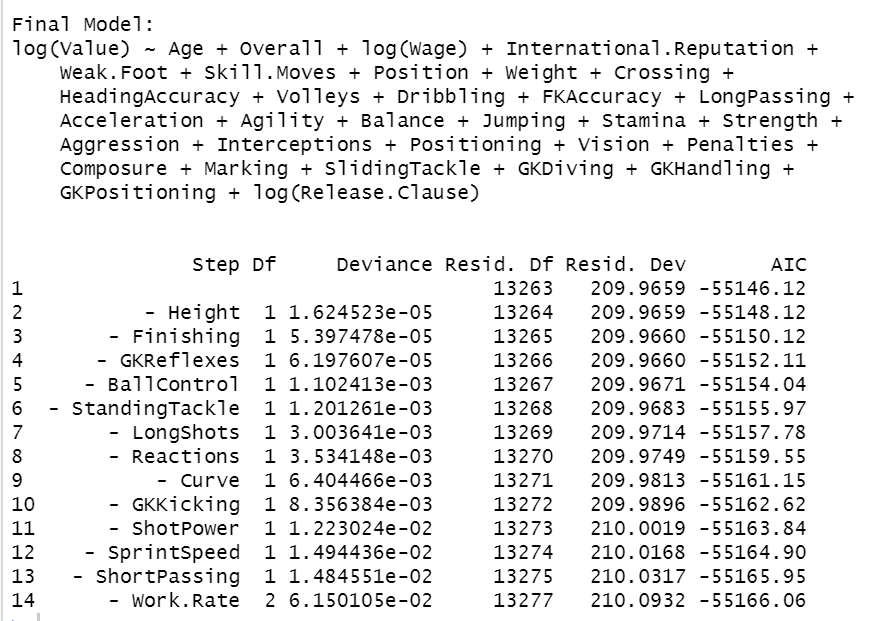 Final Model:
log(Value) ~ Age + Overall + log(Wage) + International.Reputation +
Weak.Foot + Skill.Moves + Position + Weight + Crossing +
HeadingAccuracy + Volleys + Dribbling + FKAccuracy + LongPassing +
Acceleration + Agility + Balance + Jumping + Stamina + Strength +
Aggression + Interceptions + Positioning + Vision + Penalties +
Composure + Marking + SlidingTackle + GKDiving + GKHandling +
GKPositioning + log(Release.Clause)
Step Df Deviance Resid. Df Resid. Dev AIC
1 13263 209.9659 -55146.12
2 - Height 1 1.624523e-05 13264 209.9659 -55148.12
3 - Finishing 1 5.397478e-05 13265 209.9660 -55150.12
4 - GKReflexes 1 6.197607e-05 13266 209.9660 -55152.11
5 - BallControl 1 1.102413e-03 13267 209.9671 -55154.04
6 - StandingTackle 1 1.201261e-03 13268 209.9683 -55155.97
7 - LongShots 1 3.003641e-03 13269 209.9714 -55157.78
8 - Reactions 1 3.534148e-03 13270 209.9749 -55159.55
9 - Curve 1 6.404466e-03 13271 209.9813 -55161.15
10 - GKKicking 1 8.356384e-03 13272 209.9896 -55162.62
11 - ShotPower 1 1.223024e-02 13273 210.0019 -55163.84
12 - SprintSpeed 1 1.494436e-02 13274 210.0168 -55164.90
13 - ShortPassing 1 1.484551e-02 13275 210.0317 -55165.95
14 - Work.Rate 2 6.150105e-02 13277 210.0932 -55166.06